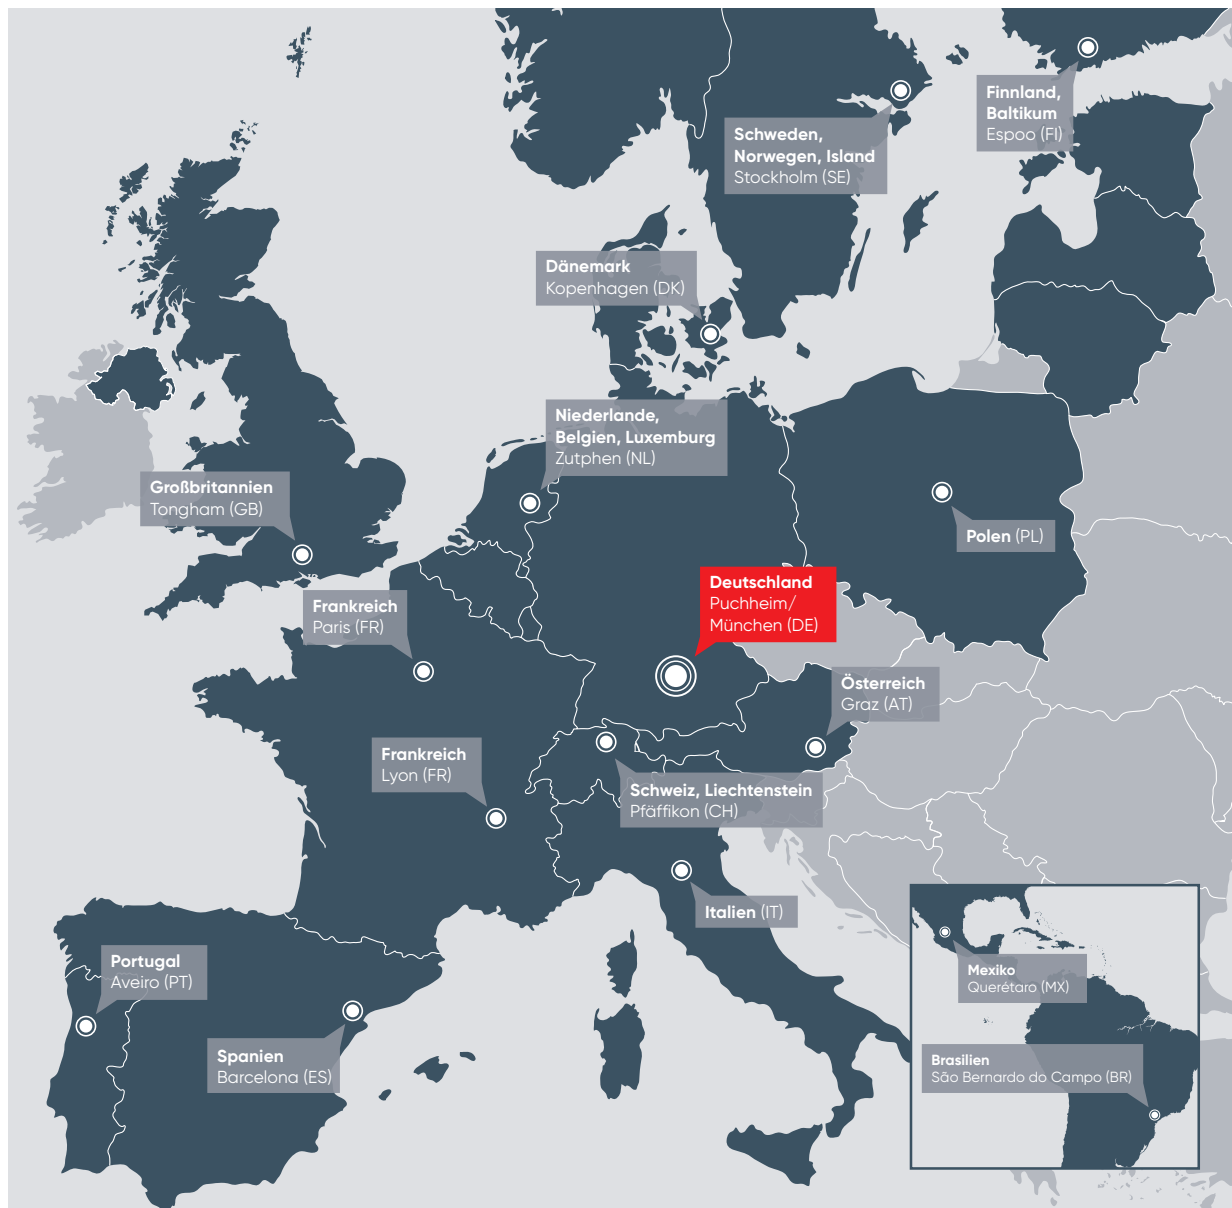 Finnland,
Baltikum
Espoo (FI)
Schweden,
Norwegen, Island
Stockholm (SE)
Dänemark
Kopenhagen (DK)
Niederlande,
Belgien, Luxemburg
Zutphen (NL)
Großbritannien
Tongham (GB)
Polen (PL)
Deutschland
Puchheim/
München (DE)
Frankreich
Paris (FR)
Österreich
Graz (AT)
Frankreich
Lyon (FR)
Schweiz, Liechtenstein
Pfäffikon (CH)
Italien (IT)
Portugal
Aveiro (PT)
Spanien
Barcelona (ES)
Mexiko
Querétaro (MX)
Brasilien
São Bernardo do Campo (BR)